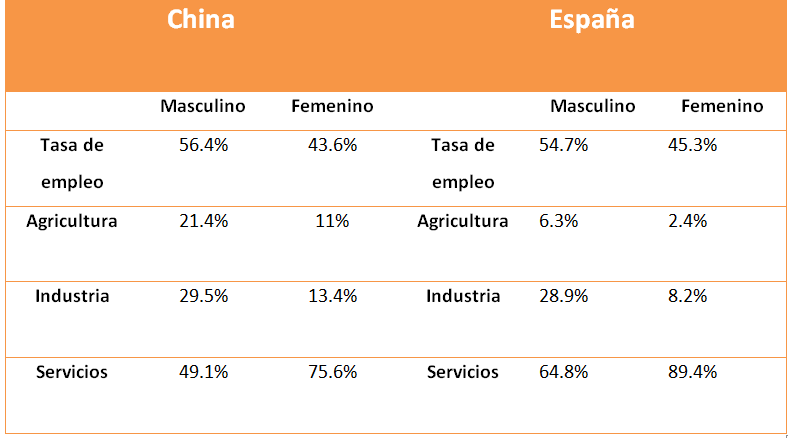 China España
Masculino Femenino Masculino Femenino
Tasa de 56.4% 43.6% Tasa de 54.7% 45.3%
empleo empleo
Agricultura 21.4% 11% Agricultura 6.3% 2.4%
Industria 29.5% 13.4% Industria 28.9% 8.2%
Servicios 49.1% 75.6% Servicios 64.8% 89.4%